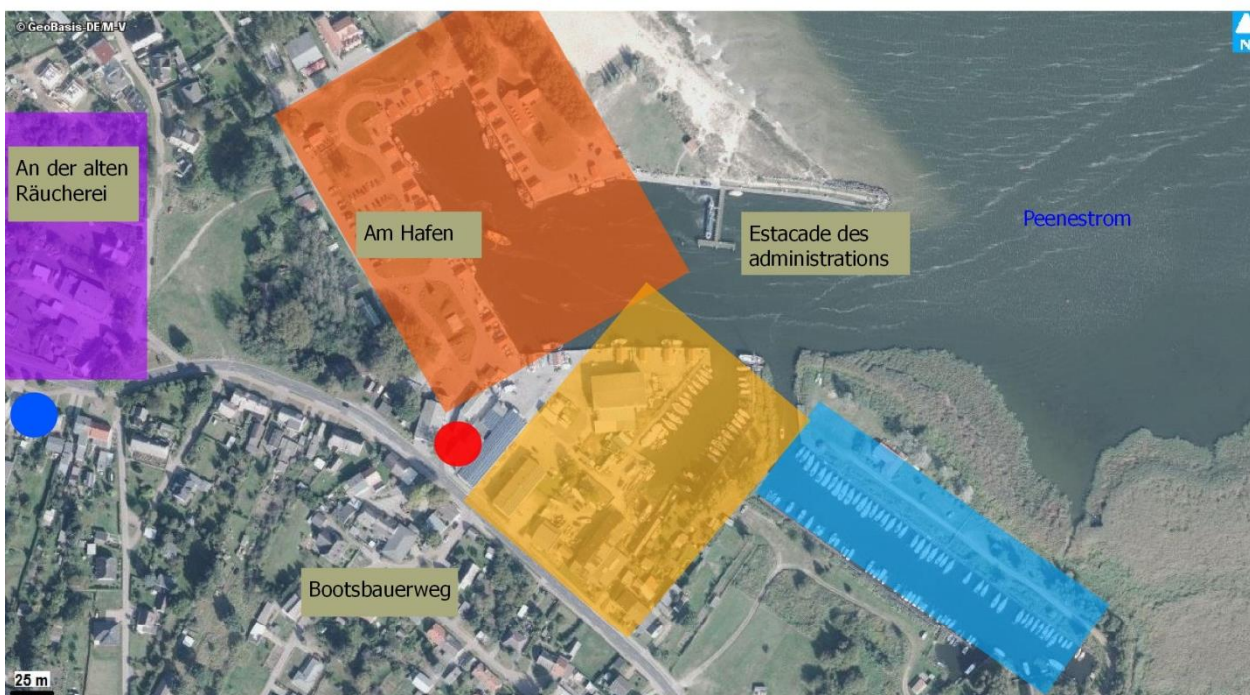 © GeoBasis-DE/M-V
N
An der alten
Räucherei
Am Hafen
Estacade des
administrations
Peenestrom
Bootsbauerweg
25 m